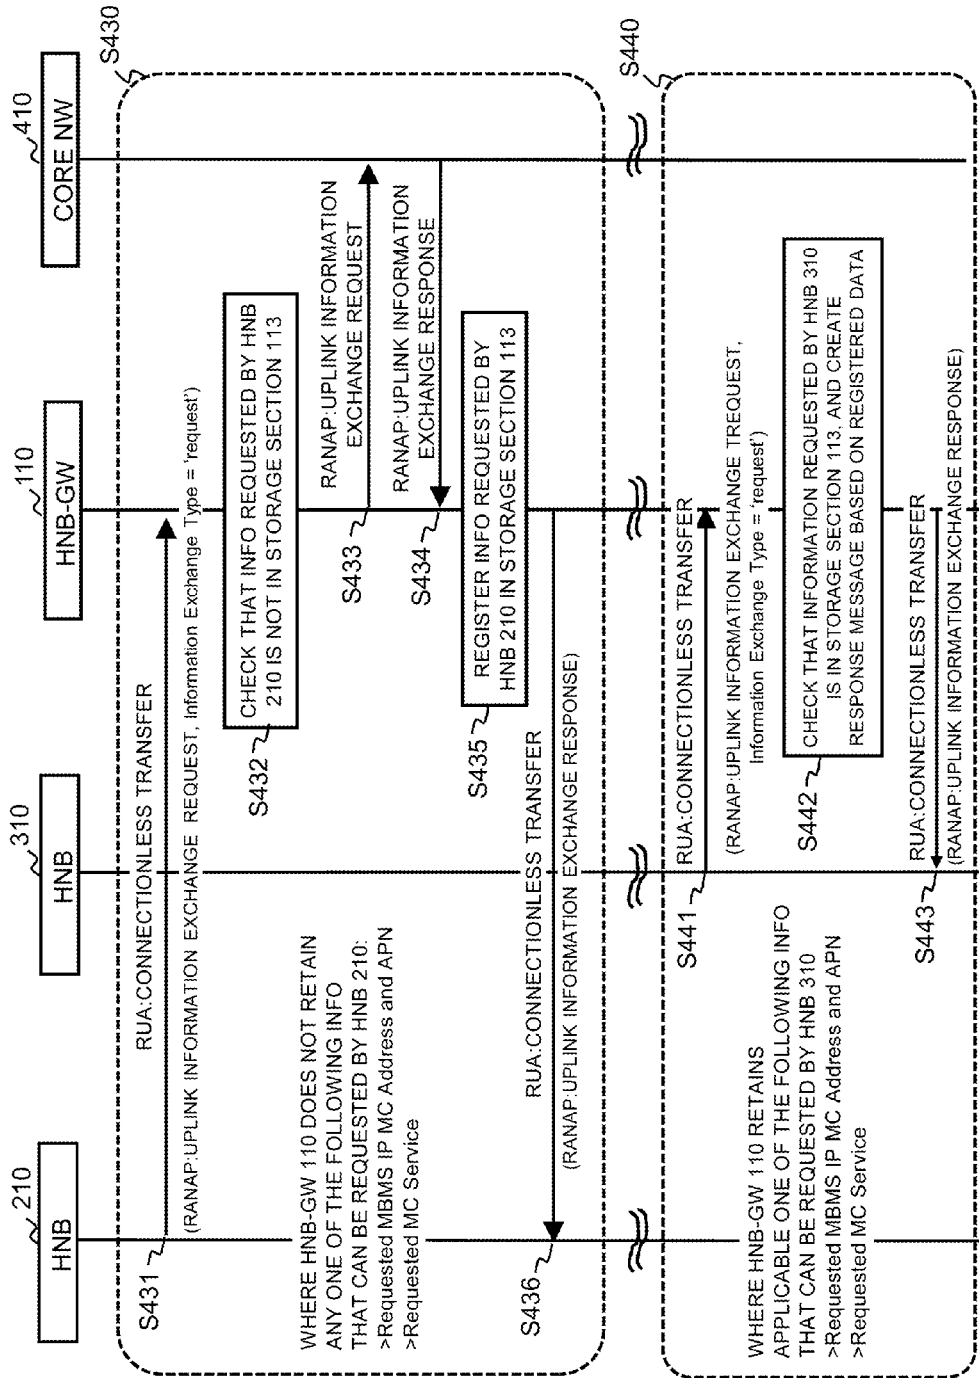 210
HNB
310
HNB
110
HNB-GW
410
CORE NW
S430
S431
RUA:CONNECTIONLESS TRANSFER
(RANAP:UPLINK INFORMATION EXCHANGE REQUEST, Information Exchange Type = 'request')
S432
CHECK THAT INFO REQUESTED BY HNB
210 IS NOT IN STORAGE SECTION 113
WHERE HNB-GW 110 DOES NOT RETAIN
ANY ONE OF THE FOLLOWING INFO
THAT CAN BE REQUESTED BY HNB 210:
>Requested MBMS IP MC Address and APN
>Requested MC Service
S433
RANAP:UPLINK INFORMATION
EXCHANGE REQUEST
S434
RANAP:UPLINK INFORMATION
EXCHANGE RESPONSE
S435
REGISTER INFO REQUESTED BY
HNB 210 IN STORAGE SECTION 113
S436
RUA:CONNECTIONLESS TRANSFER
(RANAP:UPLINK INFORMATION EXCHANGE RESPONSE)
S440
S441
RUA:CONNECTIONLESS TRANSFER
(RANAP:UPLINK INFORMATION EXCHANGE TREQUEST,
Information Exchange Type = 'request')
WHERE HNB-GW 110 RETAINS
APPLICABLE ONE OF THE FOLLOWING INFO
THAT CAN BE REQUESTED BY HNB 310
>Requested MBMS IP MC Address and APN
>Requested MC Service
S442
CHECK THAT INFORMATION REQUESTED BY HNB 310
IS IN STORAGE SECTION 113, AND CREATE
RESPONSE MESSAGE BASED ON REGISTERED DATA
S443
RUA:CONNECTIONLESS TRANSFER
(RANAP:UPLINK INFORMATION EXCHANGE RESPONSE)